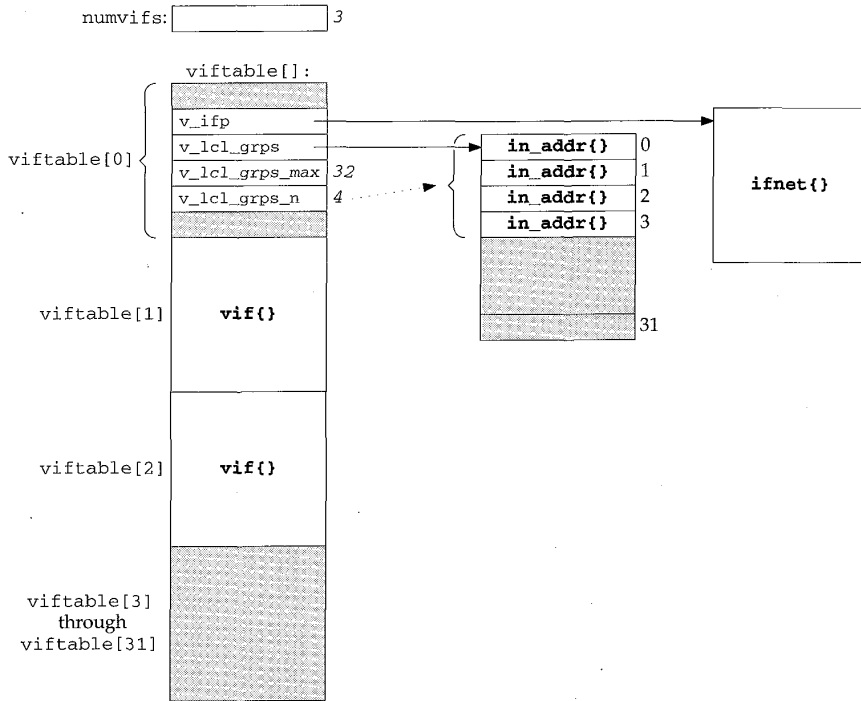 numvifs: 3
viftable[]:
viftable[0]
v_ifp
v_lcl_grps
v_lcl_grps_max 32
v_lcl_grps_n 4
in_addr{} 0
in_addr{} 1
in_addr{} 2
in_addr{} 3
31
ifnet{}
viftable[1] vif{}
viftable[2] vif{}
viftable[3]
through
viftable[31]